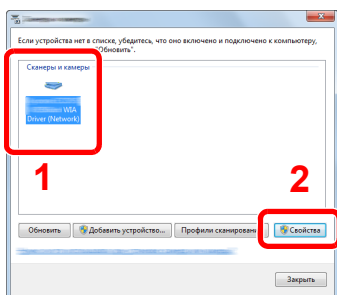 Если устройства нет в списке, убедитесь, что оно включено и подключено к компьютеру,
"Обновить".
Сканеры и камеры
WIA
Driver (Network)
1
2
Обновить
Добавить устройство...
Профили сканирован
Свойства
Закрыть